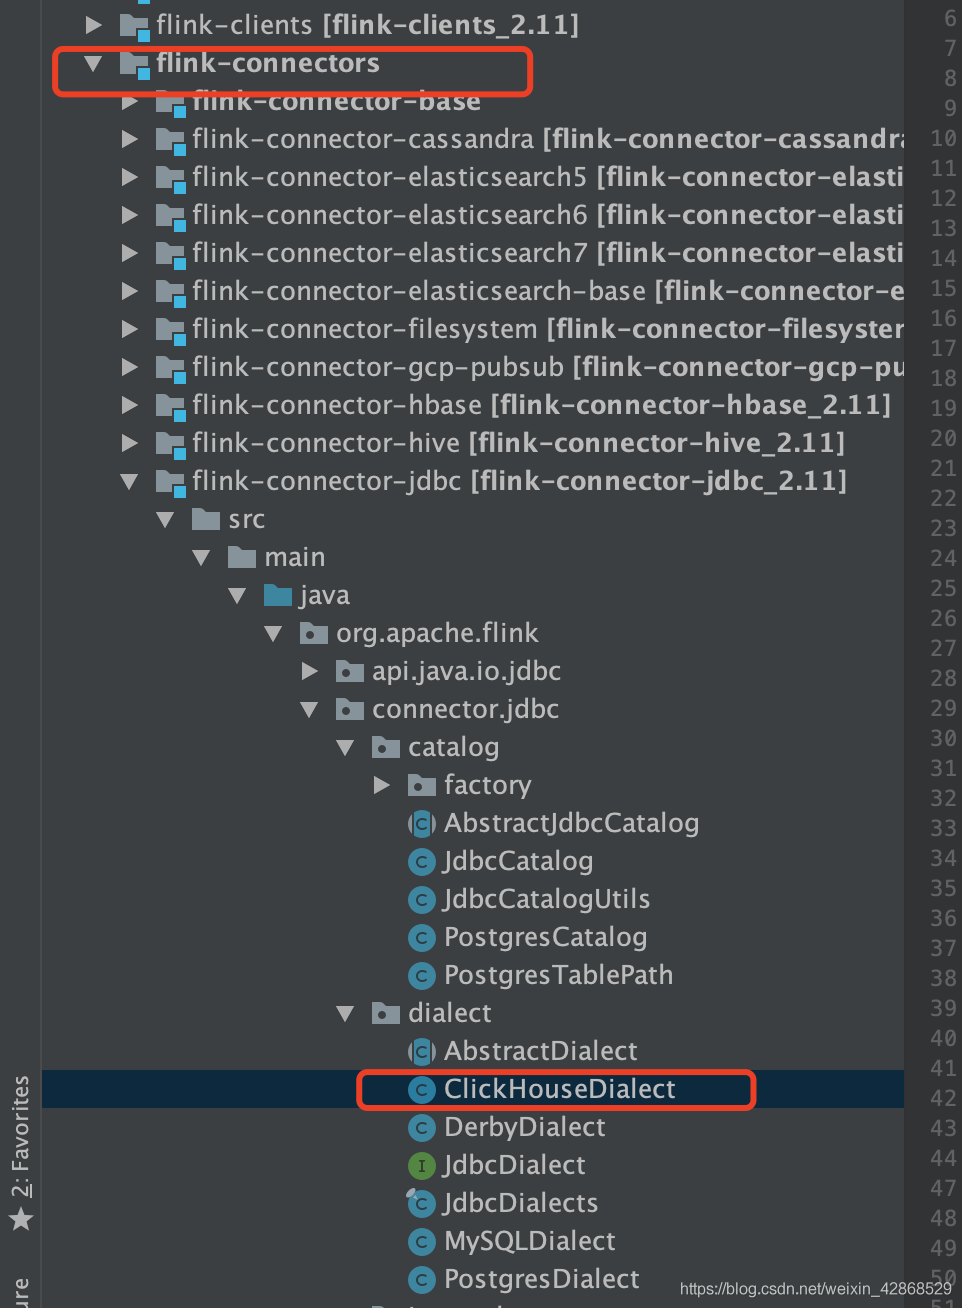 flink-clients [flink-clients_2.11]
flink-connectors
flink-connector-base
flink-connector-cassandra [flink-connector-cassandra
flink-connector-elasticsearch5 [flink-connector-elasti
flink-connector-elasticsearch6 [flink-connector-elasti
flink-connector-elasticsearch7 [flink-connector-elasti
flink-connector-elasticsearch-base [flink-connector-e
flink-connector-filesystem [flink-connector-filesyster
flink-connector-gcp-pubsub [flink-connector-gcp-pu
flink-connector-hbase [flink-connector-hbase_2.11]
flink-connector-hive [flink-connector-hive_2.11]
flink-connector-jdbc [flink-connector-jdbc_2.11]
src
main
java
org.apache.flink
api.java.io.jdbc
connector.jdbc
catalog
factory
AbstractJdbcCatalog
JdbcCatalog
JdbcCatalogUtils
PostgresCatalog
PostgresTablePath
dialect
AbstractDialect
ClickHouseDialect
DerbyDialect
JdbcDialect
JdbcDialects
MySQLDialect
PostgresDialect
2: Favorites
ure
6
7
8
9
10
11
12
13
14
15
16
17
18
19
20
21
22
23
24
25
26
27
28
29
30
31
32
33
34
35
36
37
38
39
40
41
42
43
44
47
48
49
50
https://blog.csdn.net/weixin_42868529